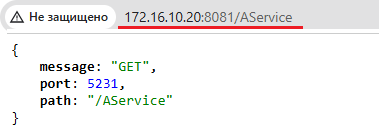 Не защищено 172.16.10.20:8081/AService
{
message: "GET",
port: 5231,
path: "/AService"
}